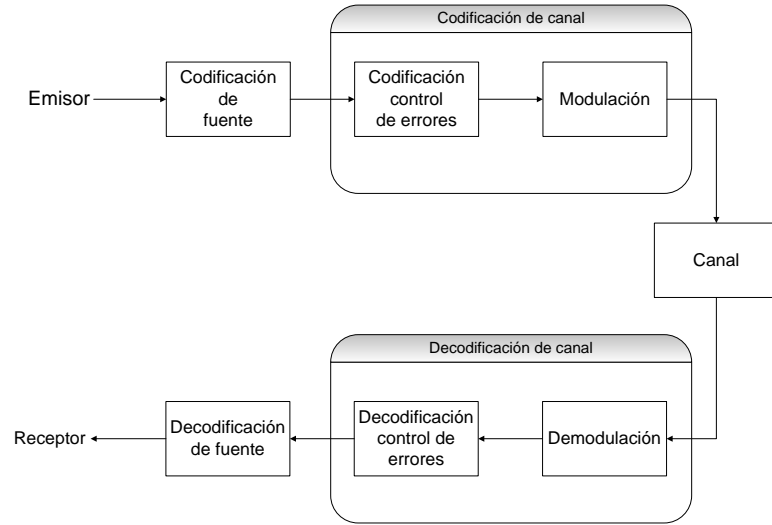 Codificación de canal
Emisor
Codificación
de
fuente
Codificación
control
de errores
Modulación
Canal
Decodificación de canal
Receptor
Decodificación
de fuente
Decodificación
control de
errores
Demodulación